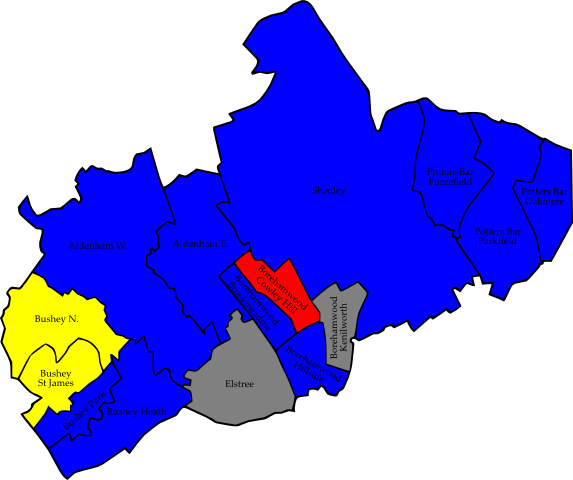 Shenley
Potters Bar
Furzefield
Potters Bar
Oakmere
Potters Bar
Parkfield
Aldenham W.
Aldenham E.
Borehamwood
Cowley Hill
Borehamwood
Brookmeadow
Borehamwood
Kenilworth
Borehamwood
Hillside
Elstree
Bushey N.
Bushey
St James
Bushey Park
Bushey Heath